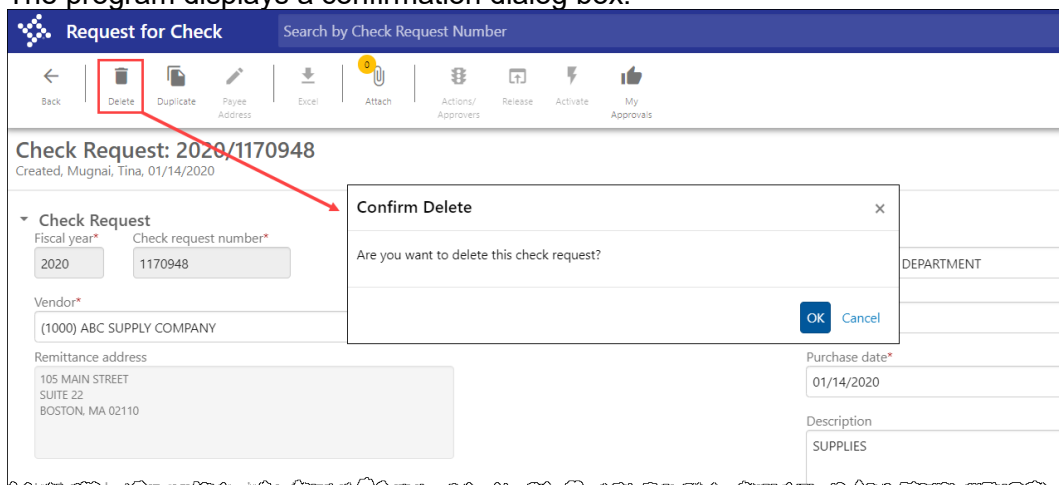 The program displays a confirmation dialog box.
Request for Check
Search by Check Request Number
Back
Delete
Duplicate
Payee
Address
Excel
0
Attach
Actions/
Approvers
Release
Activate
My
Approvals
Check Request: 2020/1170948
Created, Mugnai, Tina, 01/14/2020
Confirm Delete
×
Are you want to delete this check request?
OK
Cancel
Check Request
Fiscal year*
Check request number*
2020
1170948
DEPARTMENT
Vendor*
(1000) ABC SUPPLY COMPANY
Remittance address
105 MAIN STREET
SUITE 22
BOSTON, MA 02110
Purchase date*
01/14/2020
Description
SUPPLIES